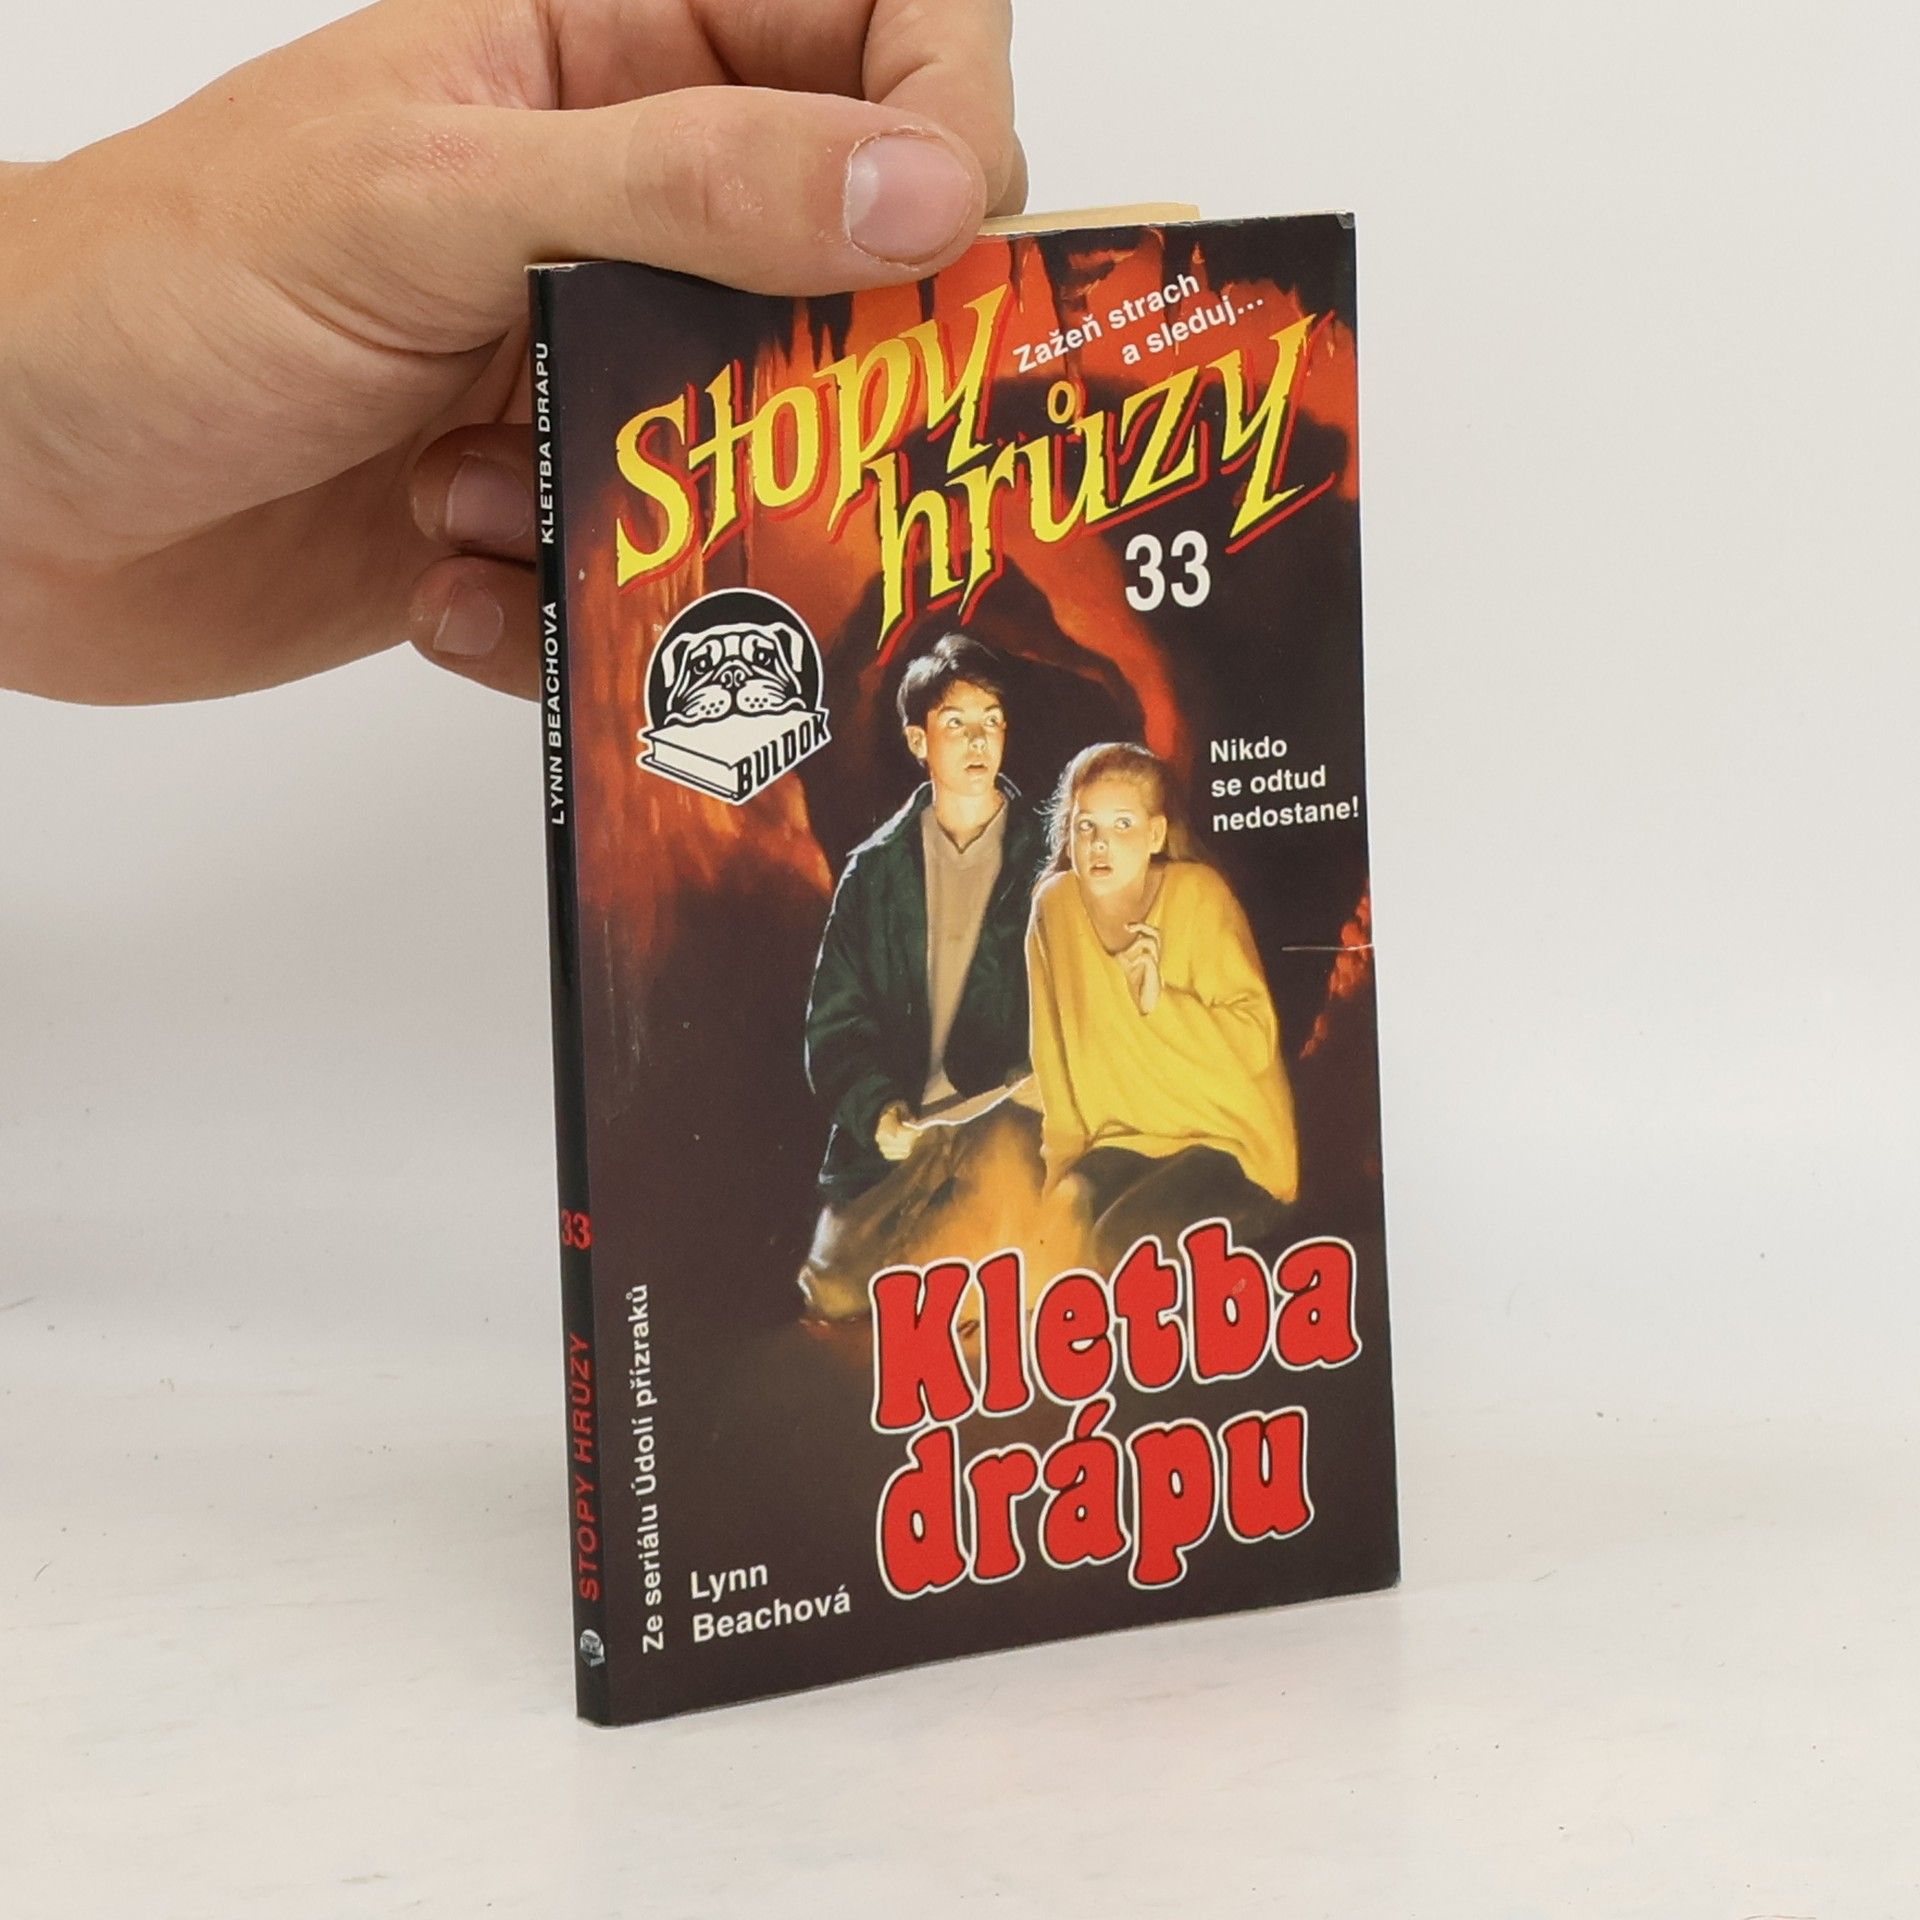 Zažeň strach
a sleduj...
Stopy
hrůzy
33
BULDOK
Nikdo
se odtud
nedostane!
Kletba
drápu
Lynn
Beachová
Ze seriálu Údolí přízraků
LYNN BEACHOVÁ KLETBA DRÁPU
33
STOPY HRŮZY